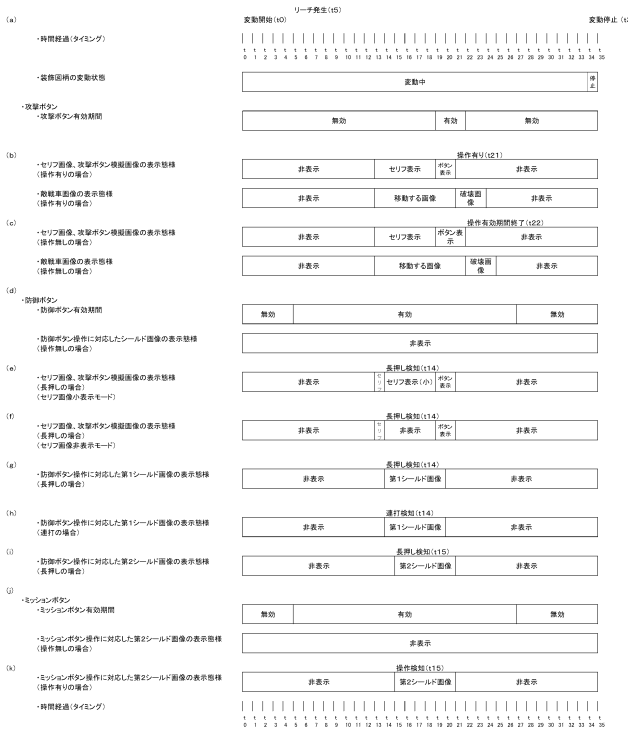 リーチ発生(t5)
(a) 変動開始(t0) 変動停止 (t
・時間経過(タイミング)
t t t t t t t t t t t t t t t t t t t t t t t t t t t t t t t t t t t t
0 1 2 3 4 5 6 7 8 9 10 11 12 13 14 15 16 17 18 19 20 21 22 23 24 25 26 27 28 29 30 31 32 33 34 35
・装飾図柄の変動状態 変動中 停止
・攻撃ボタン
・攻撃ボタン有効期間 無効 有効 無効
(b) 操作有り(t21)
・セリフ画像、攻撃ボタン模擬画像の表示態様 非表示 セリフ表示 ボタン表示 非表示
(操作有りの場合)
・敵戦車画像の表示態様 非表示 移動する画像 破壊画像 非表示
(操作有りの場合)
(c) 操作有効期間終了(t22)
・セリフ画像、攻撃ボタン模擬画像の表示態様 非表示 セリフ表示 ボタン表示 非表示
(操作無しの場合)
・敵戦車画像の表示態様 非表示 移動する画像 破壊画像 非表示
(操作無しの場合)
(d)
・防御ボタン
・防御ボタン有効期間 無効 有効 無効
・防御ボタン操作に対応したシールド画像の表示態様 非表示
(操作無しの場合)
(e) 長押し検知(t14)
・セリフ画像、攻撃ボタン模擬画像の表示態様 非表示 セリフ セリフ表示(小) ボタン表示 非表示
(長押しの場合)
(セリフ画像小表示モード)
(f) 長押し検知(t14)
・セリフ画像、攻撃ボタン模擬画像の表示態様 非表示 セリフ 非表示 ボタン表示 非表示
(長押しの場合)
(セリフ画像非表示モード)
(g) 長押し検知(t14)
・防御ボタン操作に対応した第1シールド画像の表示態様 非表示 第1シールド画像 非表示
(長押しの場合)
(h) 連打検知(t14)
・防御ボタン操作に対応した第1シールド画像の表示態様 非表示 第1シールド画像 非表示
(連打の場合)
(i) 長押し検知(t15)
・防御ボタン操作に対応した第2シールド画像の表示態様 非表示 第2シールド画像 非表示
(長押しの場合)
(j)
・ミッションボタン
・ミッションボタン有効期間 無効 有効 無効
・ミッションボタン操作に対応した第2シールド画像の表示態様 非表示
(操作無しの場合)
(k) 操作検知(t15)
・ミッションボタン操作に対応した第2シールド画像の表示態様 非表示 第2シールド画像 非表示
(操作有りの場合)
・時間経過(タイミング)
t t t t t t t t t t t t t t t t t t t t t t t t t t t t t t t t t t t t
0 1 2 3 4 5 6 7 8 9 10 11 12 13 14 15 16 17 18 19 20 21 22 23 24 25 26 27 28 29 30 31 32 33 34 35